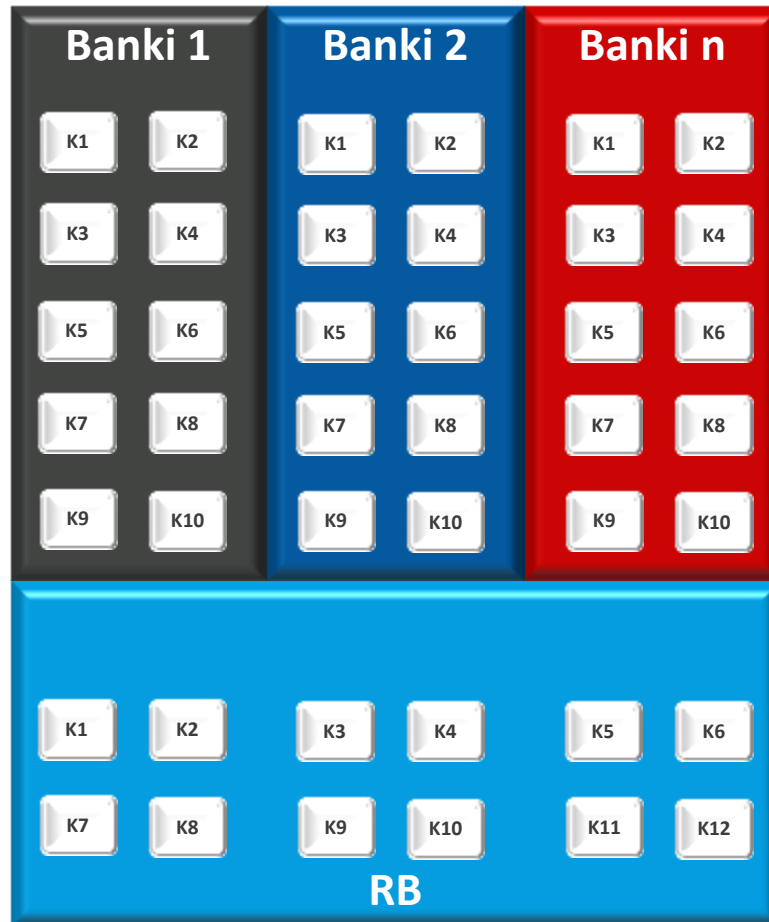 Banki 1 Banki 2 Banki n
K1 K2 K1 K2 K1 K2
K3 K4 K3 K4 K3 K4
K5 K6 K5 K6 K5 K6
K7 K8 K7 K8 K7 K8
K9 K10 K9 K10 K9 K10
K1 K2 K3 K4 K5 K6
K7 K8 K9 K10 K11 K12
RB